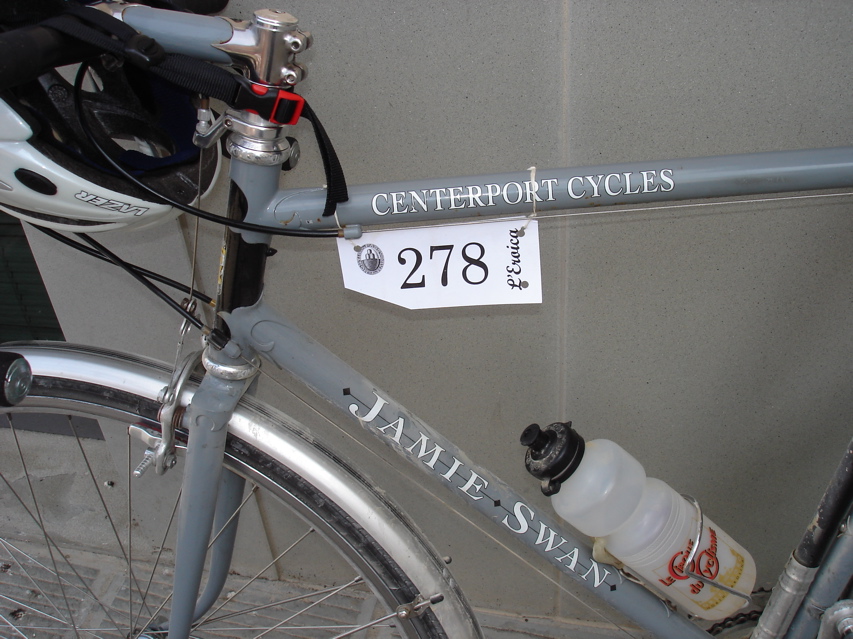 LAZER
CENTERPORT CYCLES
278
L'Eroica
JAMIE SWAN